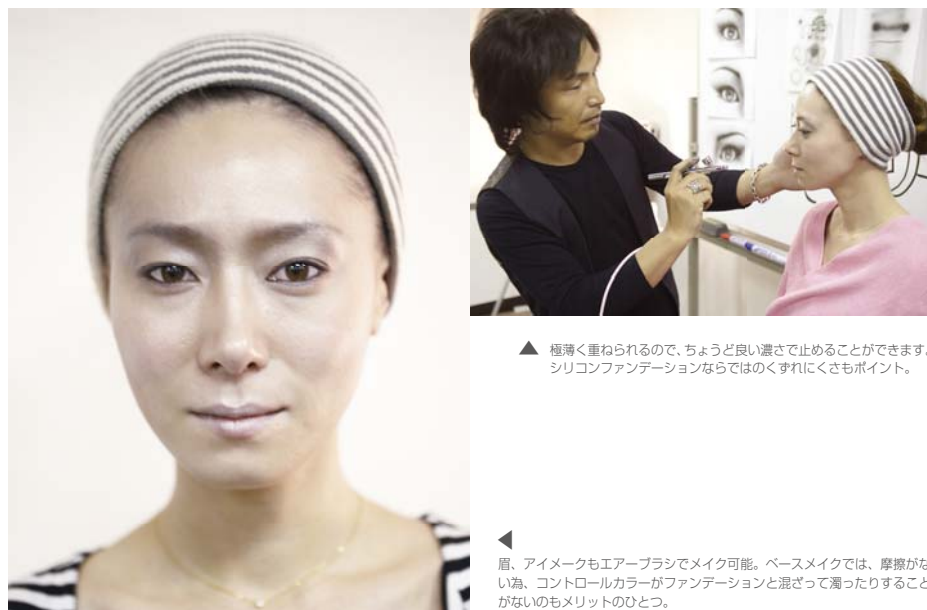 ▲ 極薄く重ねられるので、ちょうど良い濃さで止めることができます。
シリコンファンデーションならではのくずれにくさもポイント。
◀
眉、アイメークもエアーブラシでメイク可能。ベースメイクでは、摩擦がな
い為、コントロールカラーがファンデーションと混ざって濁ったりすること
がないのもメリットのひとつ。